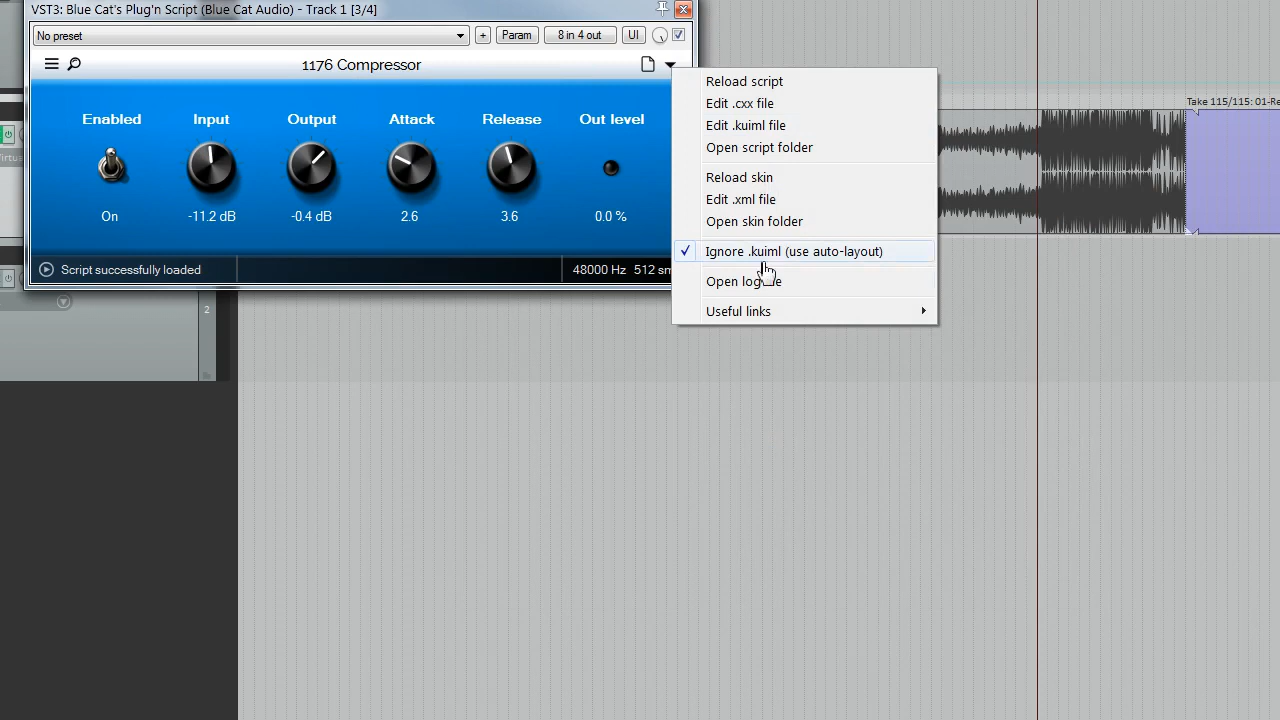 VST3: Blue Cat's Plug'n Script (Blue Cat Audio) - Track 1 [3/4]
No preset
+
Param
8 in 4 out
UI
1176 Compressor
Enabled
Input
Output
Attack
Release
Out level
On
-11.2 dB
-0.4 dB
2.6
3.6
0.0 %
Script successfully loaded
48000 Hz
512
Reload script
Edit .cxx file
Edit .kuiml file
Open script folder
Reload skin
Edit .xml file
Open skin folder
Ignore .kuiml (use auto-layout)
Open
Useful links
Take 115/115:
2